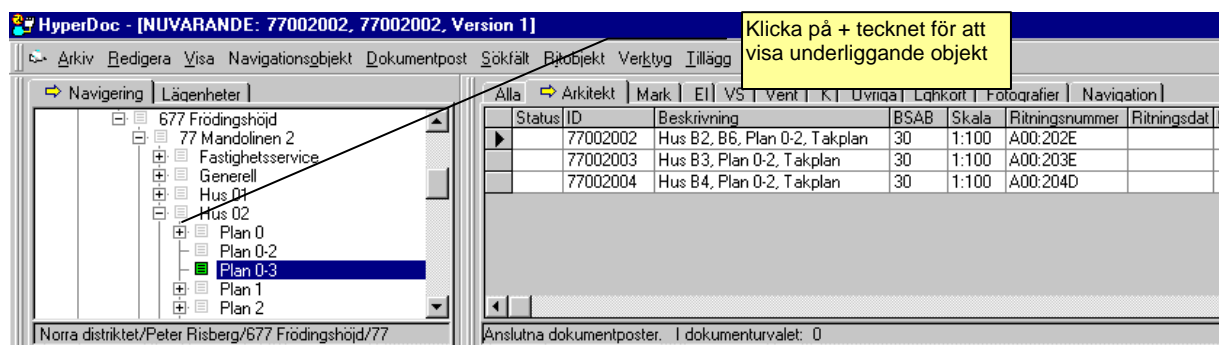 HyperDoc - [NUVARANDE: 77002002, 77002002, Version 1]
Klicka på + tecknet för att
visa underliggande objekt
Arkiv Redigera Visa Navigationsobjekt Dokumentpost Sökfält Ritobjekt Verktyg Tillägg
Navigering Lägenheter
677 Frödingshöjd
77 Mandolinen 2
Fastighetsservice
Generell
Hus 01
Hus 02
Plan 0
Plan 0-2
Plan 0-3
Plan 1
Plan 2
Norra distriktet/Peter Risberg/677 Frödingshöjd/77
Alla Arkitekt Mark El VS Vent K Övriga Lghkort Fotografier Navigation
Status ID Beskrivning BSAB Skala Ritningsnummer Ritningsdat
77002002 Hus B2, B6, Plan 0-2, Takplan 30 1:100 A00:202E
77002003 Hus B3, Plan 0-2, Takplan 30 1:100 A00:203E
77002004 Hus B4, Plan 0-2, Takplan 30 1:100 A00:204D
Anslutna dokumentposter. I dokumenturvalet: 0